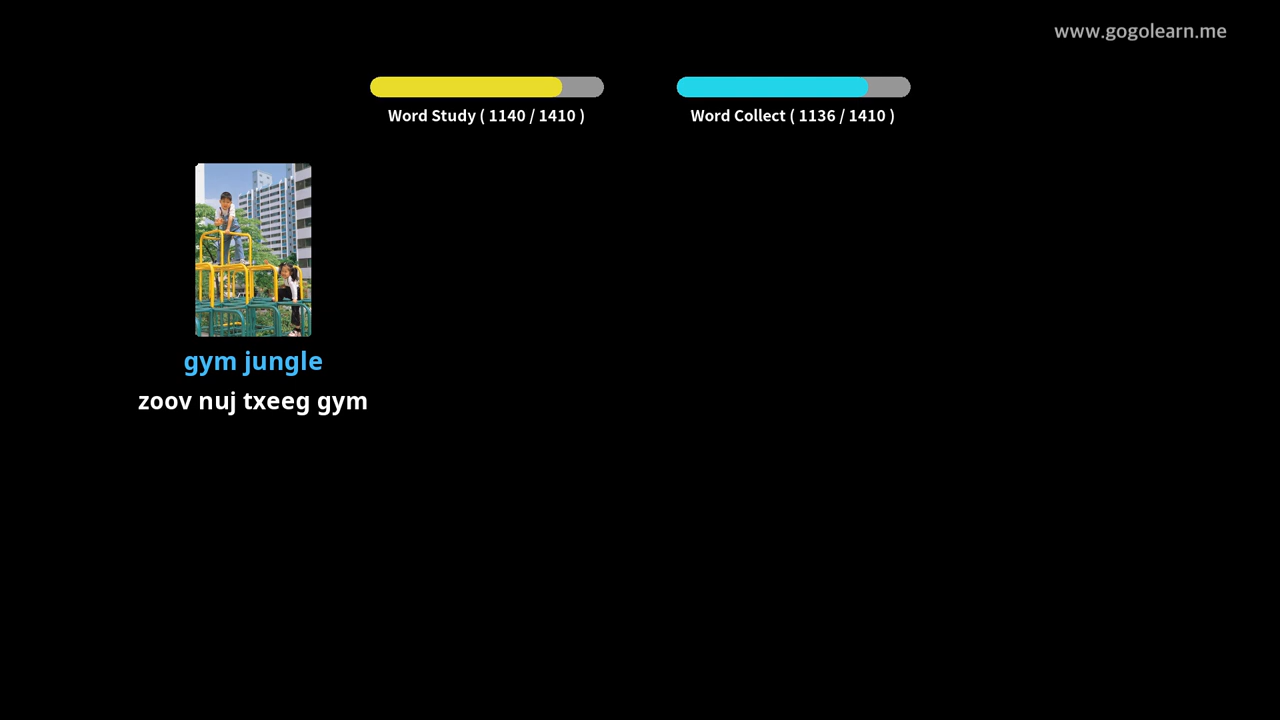 www.gogolearn.me
Word Study ( 1140 / 1410 )
Word Collect ( 1136 / 1410 )
gym jungle
zoov nuj txeeg gym